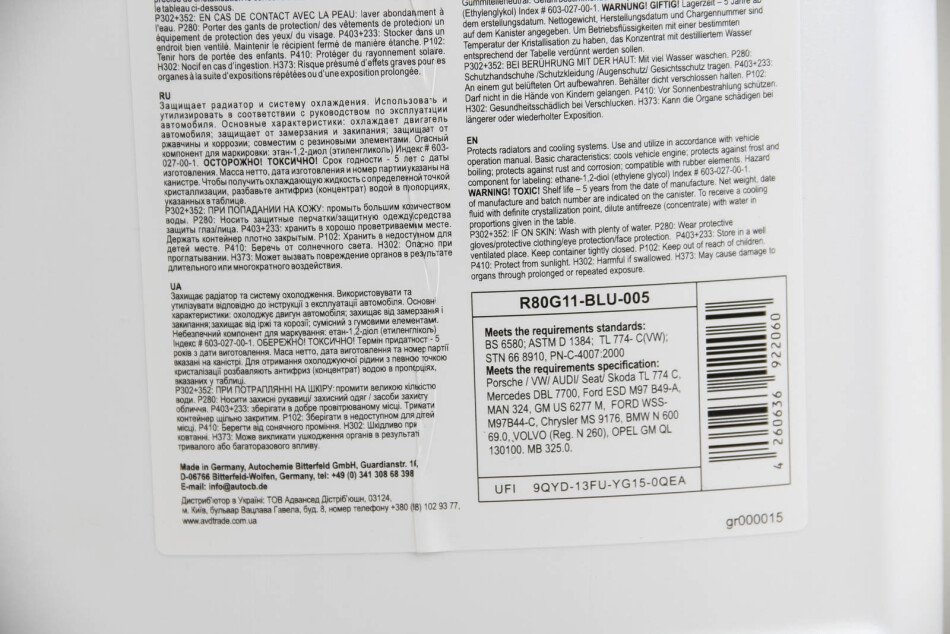 le tableau ci-dessous.
P302+352: EN CAS DE CONTACT AVEC LA PEAU: laver abondamment à
l'eau. P280: Porter des gants de protection/ des vêtements de protection/ un
équipement de protection des yeux/ du visage. P403+233: Stocker dans un
endroit bien ventilé. Maintenir le récipient fermé de manière étanche. P102:
Tenir hors de portée des enfants. P410: Protéger du rayonnement solaire.
H302: Nocif en cas d'ingestion. H373: Risque présumé d'effets graves pour les
organes à la suite d'expositions répétées ou d'une exposition prolongée.
RU
Защищает радиатор и систему охлаждения. Использовать и
утилизировать в соответствии с руководством по эксплуатации
автомобиля. Основные характеристики: охлаждает двигатель
автомобиля; защищает от замерзания и закипания; защищает от
ржавчины и коррозии; совместим с резиновыми элементами. Опасный
компонент для маркировки: етан-1,2-диол (этиленгликоль) Индекс # 603-
027-00-1. ОСТОРОЖНО! ТОКСИЧНО! Срок годности - 5 лет с даты
изготовления. Масса нетто, дата изготовления и номер партии указаны на
канистре. Чтобы получить охлаждающую жидкость с определенной точкой
кристаллизации, разбавьте антифриз (концентрат) водой в пропорциях,
указанных в таблице.
P302+352: ПРИ ПОПАДАНИИ НА КОЖУ: промыть большим количеством
воды. P280: Носить защитные перчатки/защитную одежду/средства
защиты глаз/лица. P403+233: хранить в хорошо проветриваемом месте.
Держать контейнер плотно закрытым. P102: Хранить в недоступном для
детей месте. P410: Беречь от солнечного света. H302: Опасно при
проглатывании. H373: Может вызвать повреждение органов в результате
длительного или многократного воздействия.
UA
Захищає радіатор та систему охолодження. Використовувати та
утилізувати відповідно до інструкції з експлуатації автомобіля. Основні
характеристики: охолоджує двигун автомобіля; захищає від замерзання і
закипання; захищає від іржі та корозії; сумісний з гумовими елементами.
Небезпечний компонент для маркування: етан-1,2-діол (етиленгліколь)
Індекс # 603-027-00-1. ОБЕРЕЖНО! ТОКСИЧНО! Термін придатності - 5
років з дати виготовлення. Маса нетто, дата виготовлення та номер партії
вказані на каністрі. Для отримання охолоджуючої рідини з певною точкою
кристалізації розбавляють антифриз (концентрат) водою в пропорціях,
вказаних у таблиці.
P302+352: ПРИ ПОТРАПЛЯННІ НА ШКІРУ: промити великою кількістю
води. P280: Носити захисні рукавиці/ захисний одяг / засоби захисту
обличчя. P403+233: зберігати в добре провітрюваному місці. Тримати
контейнер щільно закритим. P102: Зберігати в недоступному для дітей
місці. P410: Берегти від сонячного проміння. H302: Шкідливо при
ковтанні. H373: Може викликати ушкодження органів в результаті
тривалого або багаторазового впливу.
Made in Germany, Autochemie Bitterfeld GmbH, Guardianstr. 16,
D-06766 Bitterfeld-Wolfen, Germany, tel: +49 (0) 341 308 68 398
E-mail: info@autocb.de
Дистриб'ютор в Україні: ТОВ Адвансед Дістріб'юшн, 03124,
м. Київ, бульвар Вацлава Гавела, буд. 8, номер телефону +380 (18) 102 93 77,
www.avdtrade.com.ua
(Ethylenglykol) Index # 603-027-00-1. WARNUNG! GIFTIG! Lagerzeit – 5 Jahre ab
dem erstellungsdatum. Nettogewicht, Herstellungsdatum und Chargennummer sind
auf dem Kanister angegeben. Um Betriebsflüssigkeiten mit einer bestimmten
Temperatur der Kristallisation zu haben, das Konzentrat mit destilliertem Wasser
entsprechend der Tabelle verdünnt werden sollen.
P302+352: BEI BERÜHRUNG MIT DER HAUT: Mit viel Wasser waschen. P280:
Schutzhandschuhe /Schutzkleidung /Augenschutz/ Gesichtsschutz tragen. P403+233:
An einem gut belüfteten Ort aufbewahren. Behälter dicht verschlossen halten. P102:
Darf nicht in die Hände von Kindern gelangen. P410: Vor Sonnenbestrahlung schützen.
H302: Gesundheitsschädlich bei Verschlucken. H373: Kann die Organe schädigen bei
längerer oder wiederholter Exposition.
EN
Protects radiators and cooling systems. Use and utilize in accordance with vehicle
operation manual. Basic characteristics: cools vehicle engine; protects against frost and
boiling; protects against rust and corrosion; compatible with rubber elements. Hazard
component for labeling: ethane-1,2-diol (ethylene glycol) Index # 603-027-00-1.
WARNING! TOXIC! Shelf life – 5 years from the date of manufacture. Net weight, date
of manufacture and batch number are indicated on the canister. To receive a cooling
fluid with definite crystallization point, dilute antifreeze (concentrate) with water in
proportions given in the table.
P302+352: IF ON SKIN: Wash with plenty of water. P280: Wear protective
gloves/protective clothing/eye protection/face protection. P403+233: Store in a well
ventilated place. Keep container tightly closed. P102: Keep out of reach of children.
P410: Protect from sunlight. H302: Harmful if swallowed. H373: May cause damage to
organs through prolonged or repeated exposure.
R80G11-BLU-005
Meets the requirements standards:
BS 6580; ASTM D 1384; TL 774- C(VW);
STN 66 8910, PN-C-4007:2000
Meets the requirements specification:
Porsche / VW/ AUDI/ Seat/ Skoda TL 774 C,
Mercedes DBL 7700, Ford ESD M97 B49-A,
MAN 324, GM US 6277 M, FORD WSS-
M97B44-C, Chrysler MS 9176, BMW N 600
69.0, VOLVO (Reg. N 260), OPEL GM QL
130100. MB 325.0.
UFI 9QYD-13FU-YG15-0QEA
4 260636 922060
gr000015